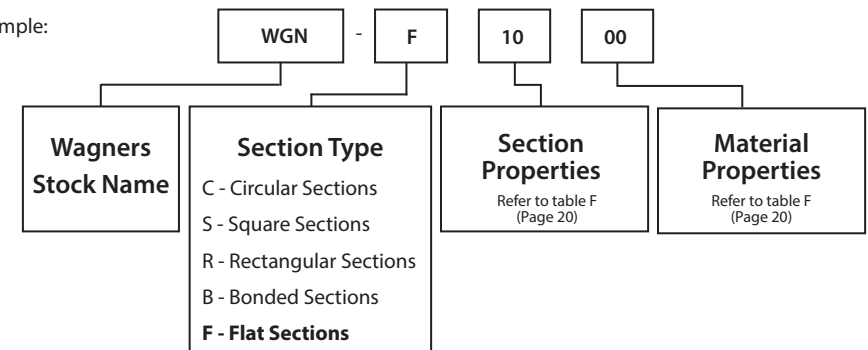 mple:
WGN - F 10 00
Wagners
Stock Name
Section Type
C - Circular Sections
S - Square Sections
R - Rectangular Sections
B - Bonded Sections
F - Flat Sections
Section
Properties
Refer to table F
(Page 20)
Material
Properties
Refer to table F
(Page 20)